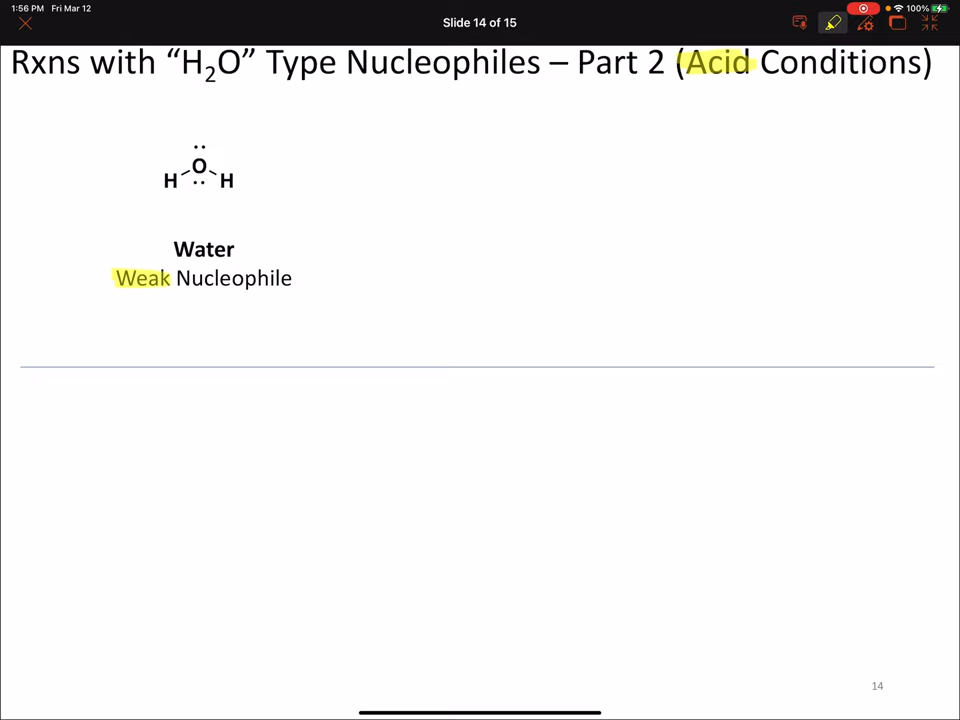 1:56 PM Fri Mar 12
Slide 14 of 15
100%
Rxns with “H₂O” Type Nucleophiles – Part 2 (Acid Conditions)
O
H H
Water
Weak Nucleophile
14